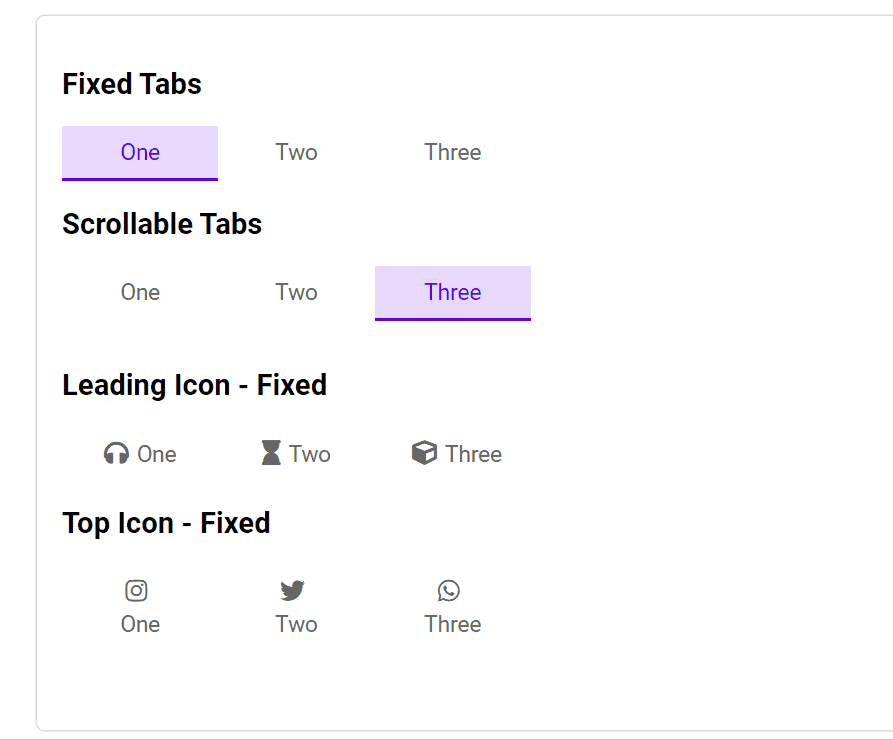 Fixed Tabs
One Two Three
Scrollable Tabs
One Two Three
Leading Icon - Fixed
One Two Three
Top Icon - Fixed
One Two Three